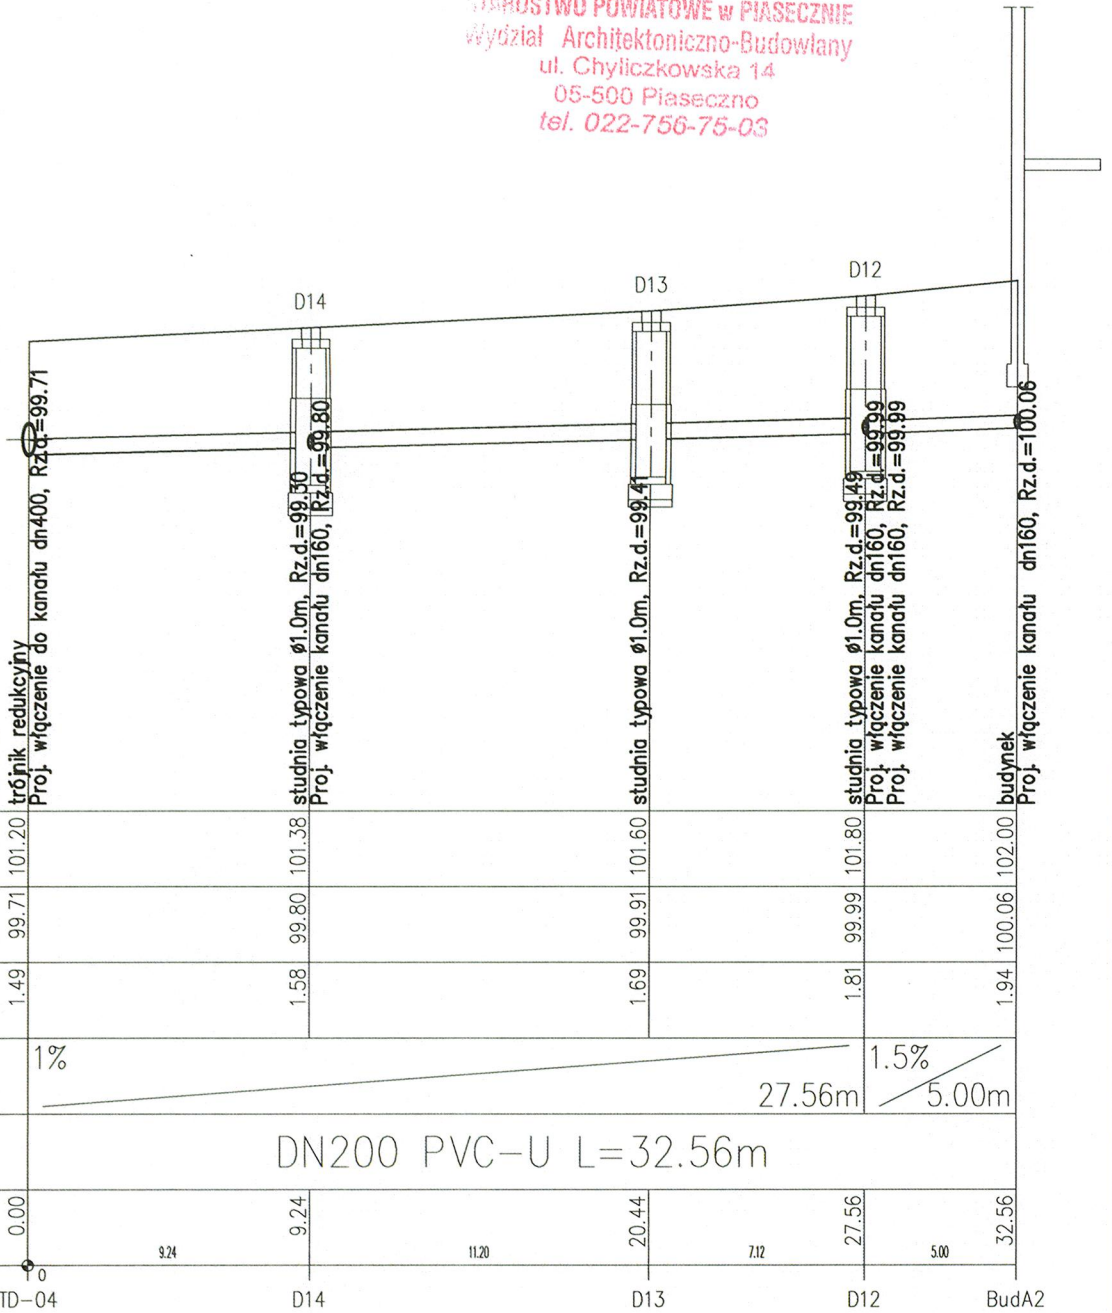 STAROSTWO POWIATOWE w PIASECZNIE
Wydział Architektoniczno-Budowlany
ul. Chyliczkowska 14
05-500 Piaseczno
tel. 022-756-75-03
D14
D13
D12
trójnik redukcyjny
Proj. włączenie do kanału dn400, Rz.d.=99.71
studnia typowa ø1.0m, Rz.d.=99.30
Proj. włączenie kanału dn160, Rz.d.=99.80
studnia typowa ø1.0m, Rz.d.=99.41
studnia typowa ø1.0m, Rz.d.=99.49
Proj. włączenie kanału dn160, Rz.d.=99.99
Proj. włączenie kanału dn160, Rz.d.=99.99
budynek
Proj. włączenie kanału dn160, Rz.d.=100.06
101.20 101.38 101.60 101.80 102.00
99.71 99.80 99.91 99.99 100.06
1.49 1.58 1.69 1.81 1.94
1% 1.5%
27.56m 5.00m
DN200 PVC-U L=32.56m
0.00 9.24 20.44 27.56 32.56
9.24 11.20 7.12 5.00
0
TD-04 D14 D13 D12 BudA2